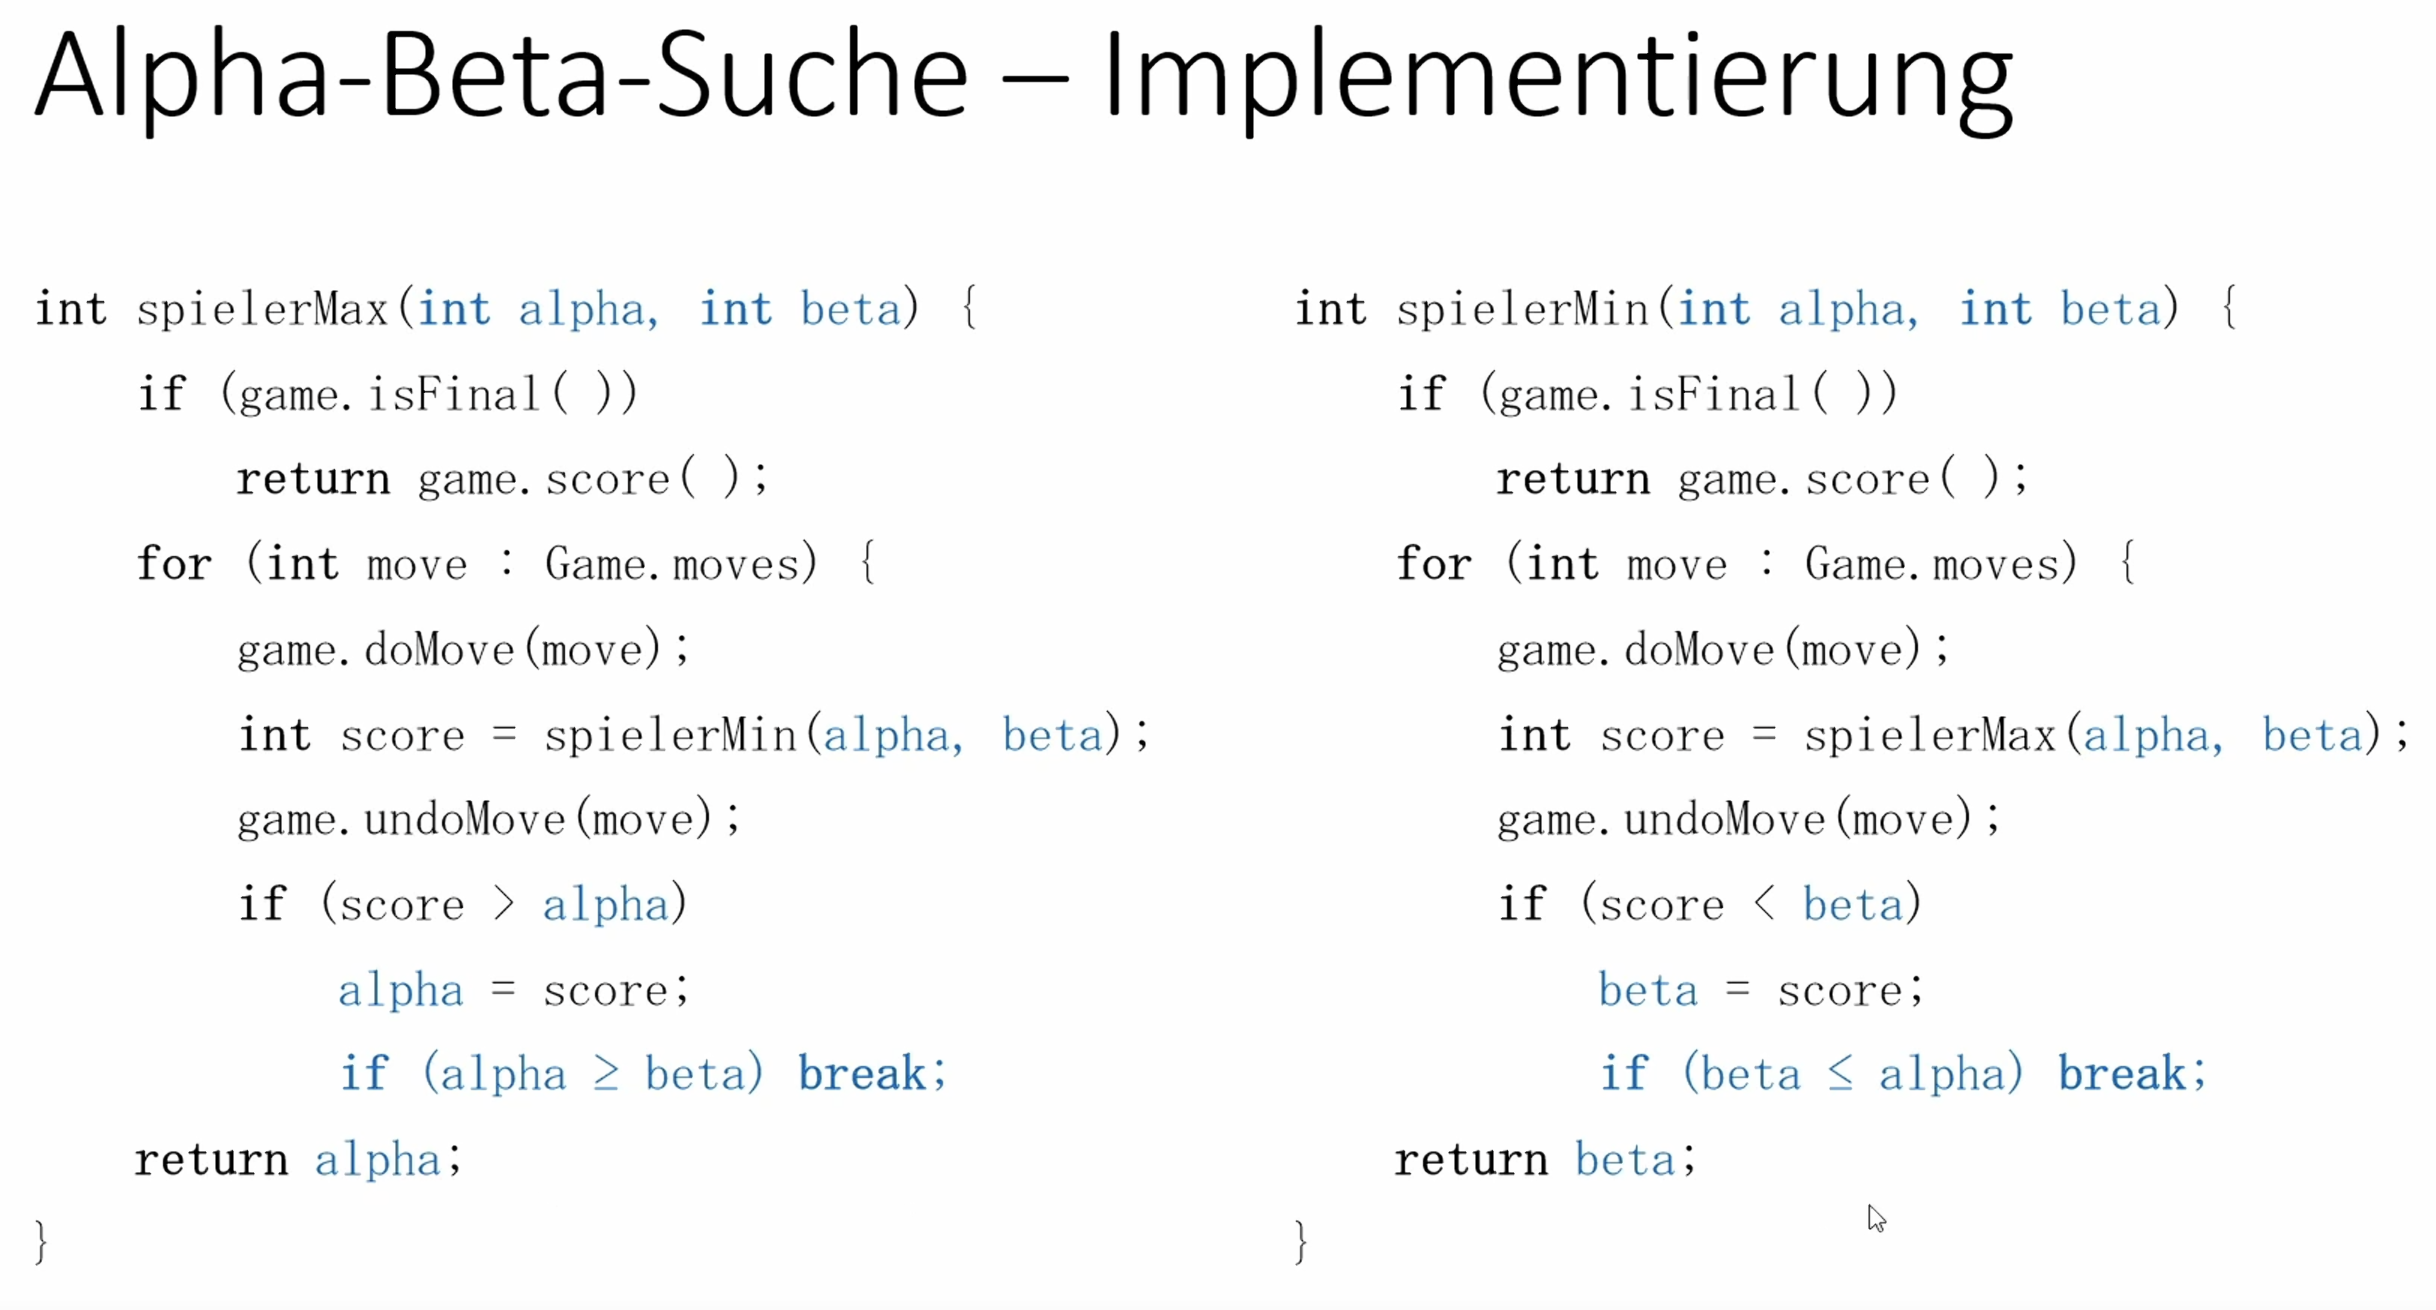 Alpha-Beta-Suche – Implementierung
int spielerMax(int alpha, int beta) {
if (game.isFinal( ))
return game.score( );
for (int move : Game.moves) {
game.doMove(move);
int score = spielerMin(alpha, beta);
game.undoMove(move);
if (score > alpha)
alpha = score;
if (alpha ≥ beta) break;
return alpha;
}
int spielerMin(int alpha, int beta) {
if (game.isFinal( ))
return game.score( );
for (int move : Game.moves) {
game.doMove(move);
int score = spielerMax(alpha, beta);
game.undoMove(move);
if (score < beta)
beta = score;
if (beta ≤ alpha) break;
return beta;
}